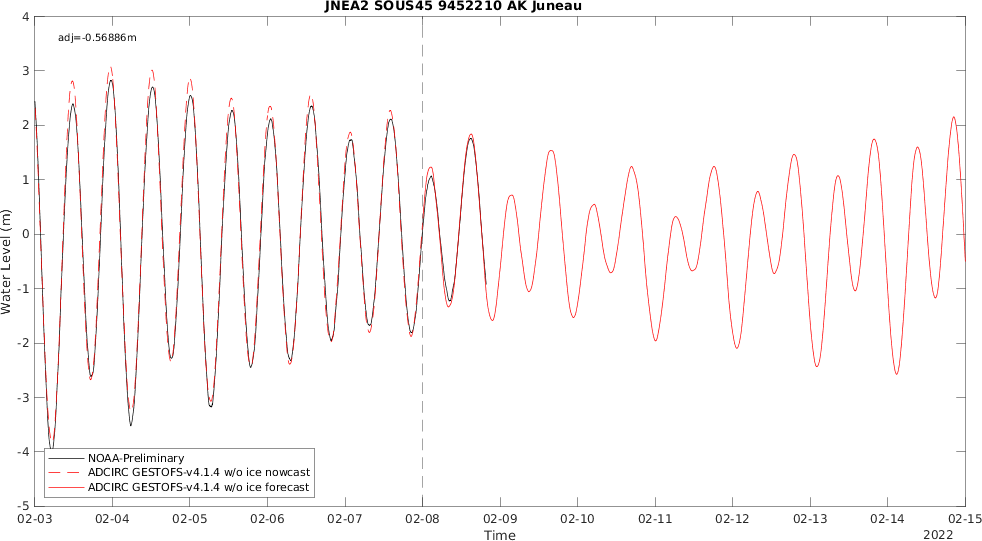 JNEA2 SOUS45 9452210 AK Juneau
adj=-0.56886m
4
3
2
1
0
-1
-2
-3
-4
-5
Water Level (m)
NOAA-Preliminary
ADCIRC GESTOFS-v4.1.4 w/o ice nowcast
ADCIRC GESTOFS-v4.1.4 w/o ice forecast
02-03 02-04 02-05 02-06 02-07 02-08 02-09 02-10 02-11 02-12 02-13 02-14 02-15
Time
2022